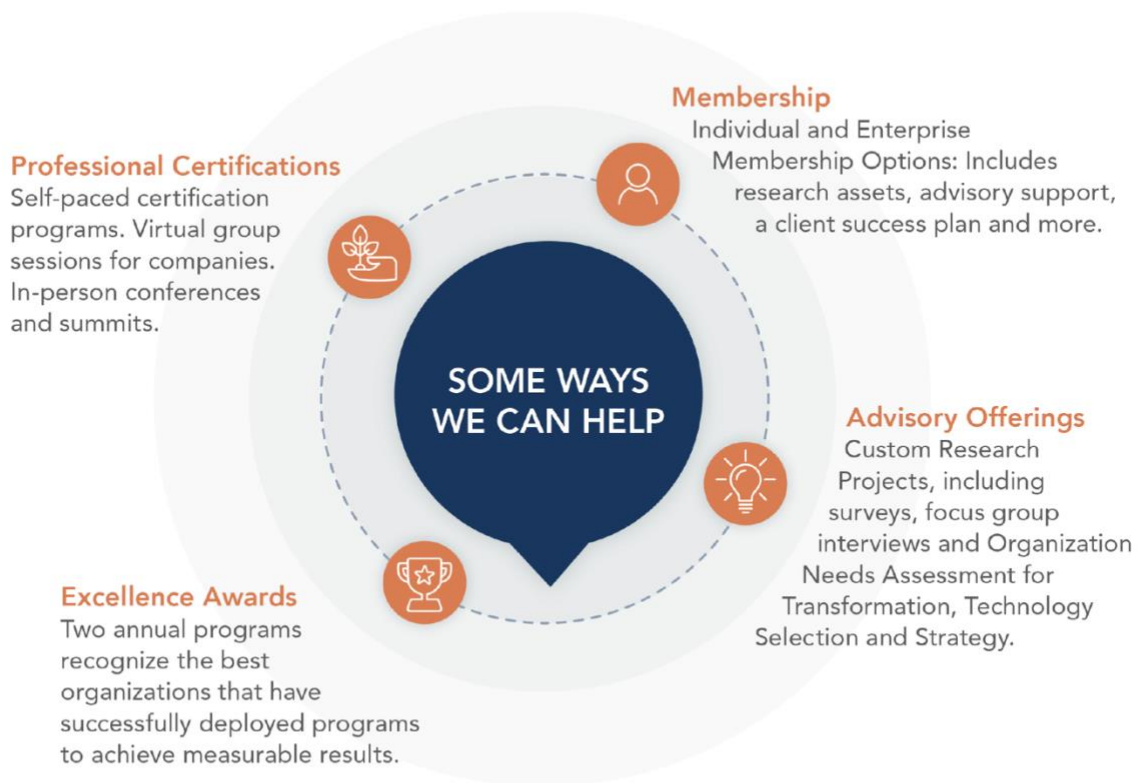 Membership
Individual and Enterprise
Membership Options: Includes
research assets, advisory support,
a client success plan and more.
Professional Certifications
Self-paced certification
programs. Virtual group
sessions for companies.
In-person conferences
and summits.
SOME WAYS
WE CAN HELP
Advisory Offerings
Custom Research
Projects, including
surveys, focus group
interviews and Organization
Needs Assessment for
Transformation, Technology
Selection and Strategy.
Excellence Awards
Two annual programs
recognize the best
organizations that have
successfully deployed programs
to achieve measurable results.